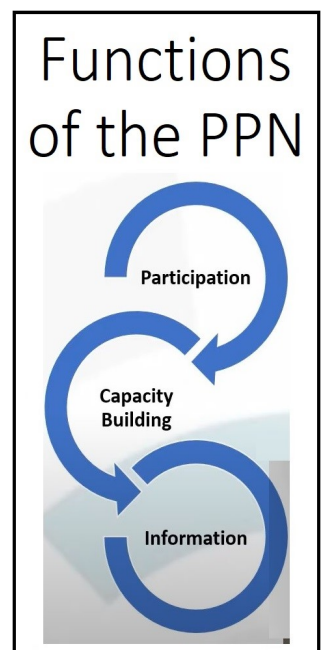 Functions
of the PPN
Participation
Capacity
Building
Information